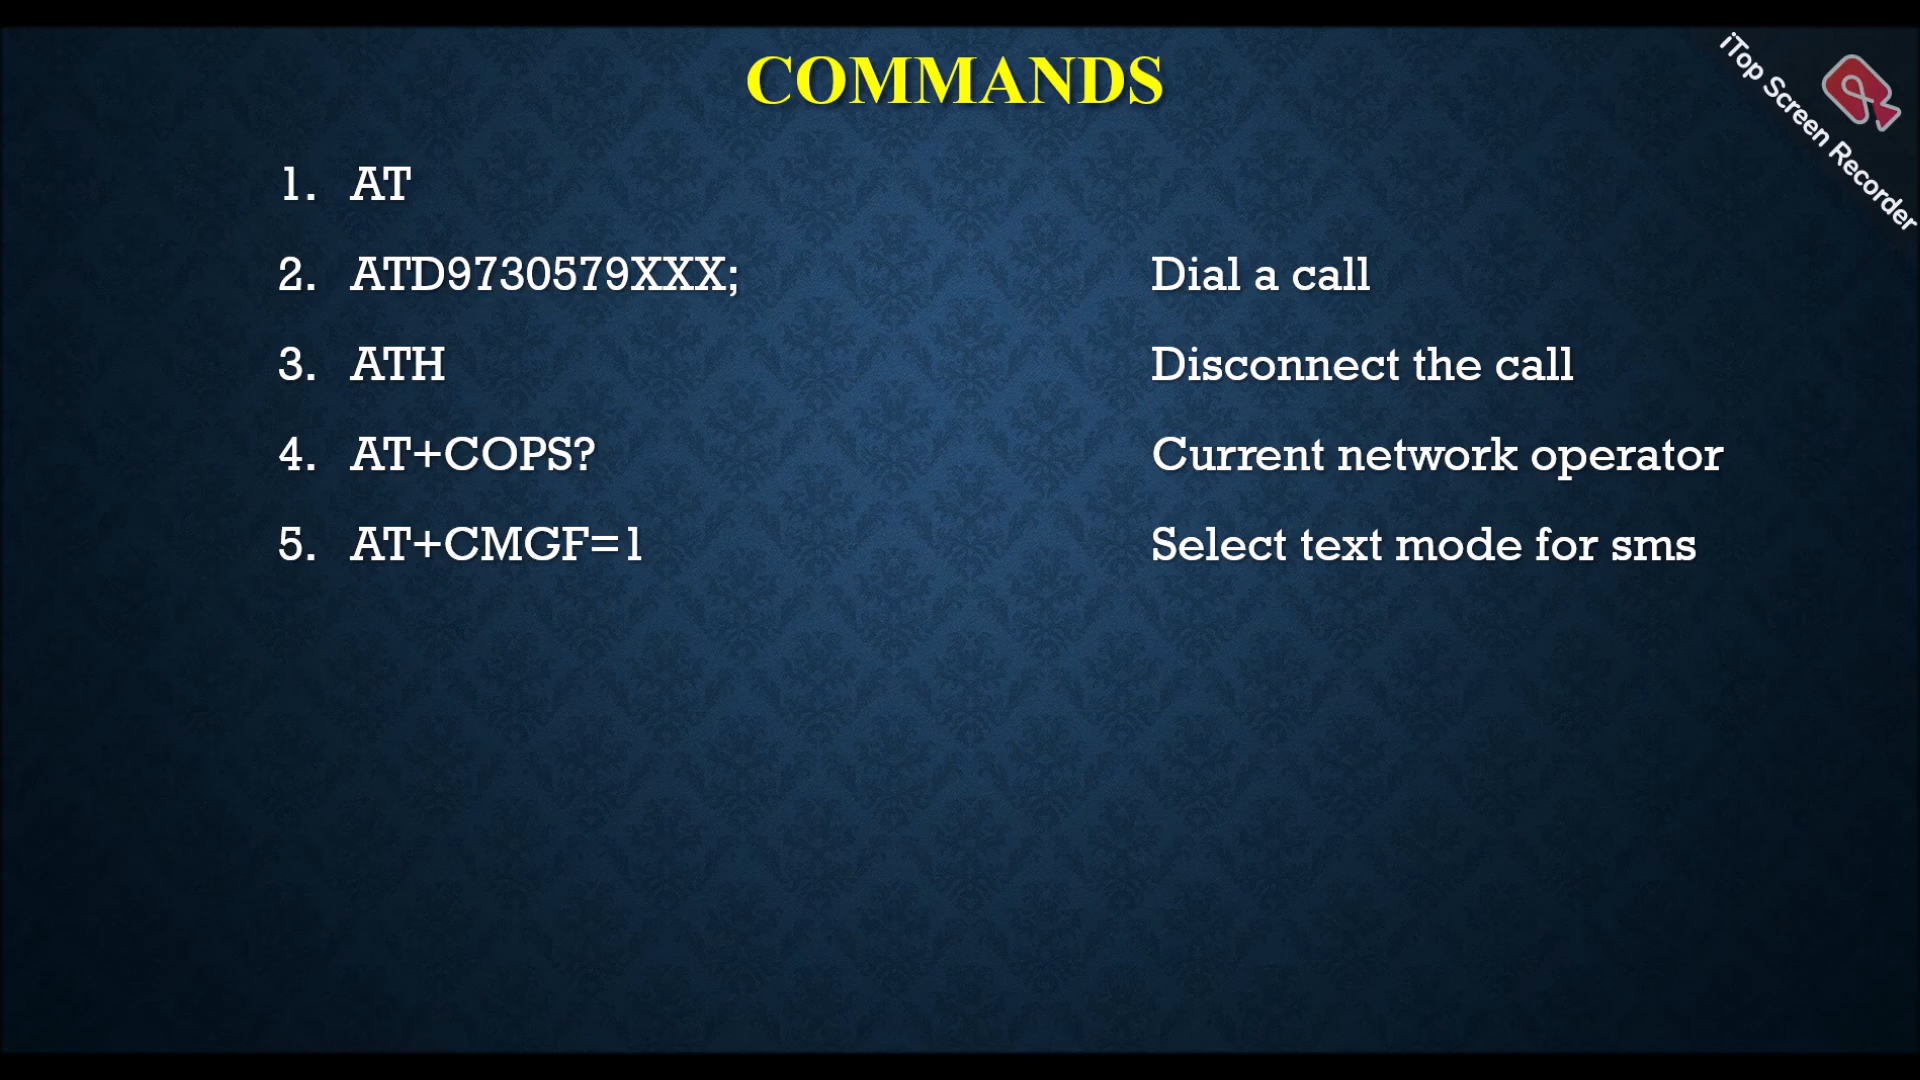 COMMANDS
iTop Screen Recorder
1. AT
2. ATD9730579XXX; Dial a call
3. ATH Disconnect the call
4. AT+COPS? Current network operator
5. AT+CMGF=1 Select text mode for sms